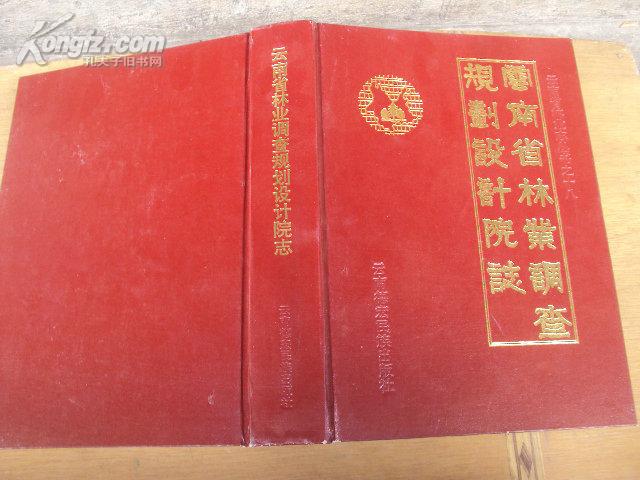 Kongfz.com
孔夫子旧书网
云南省林业调查规划设计院志
雲南省林業調查
規劃設計院誌
云南德宏民族出版社